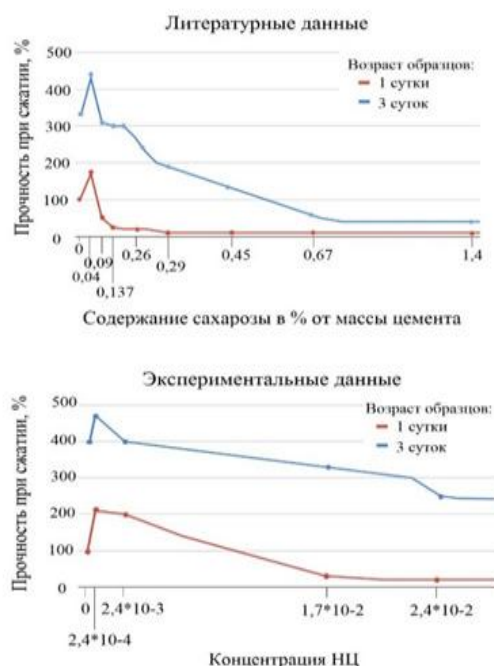 Литературные данные
Прочность при сжатии, %
500
400
300
200
100
0
Возраст образцов:
1 сутки
3 суток
0 0,09 0,26 0,29 0,45 0,67 1,4
0,04 0,137
Содержание сахарозы в % от массы цемента
Экспериментальные данные
Прочность при сжатии, %
500
400
300
200
100
0
Возраст образцов:
1 сутки
3 суток
0 2,4*10-3 1,7*10-2 2,4*10-2
2,4*10-4
Концентрация НЦ